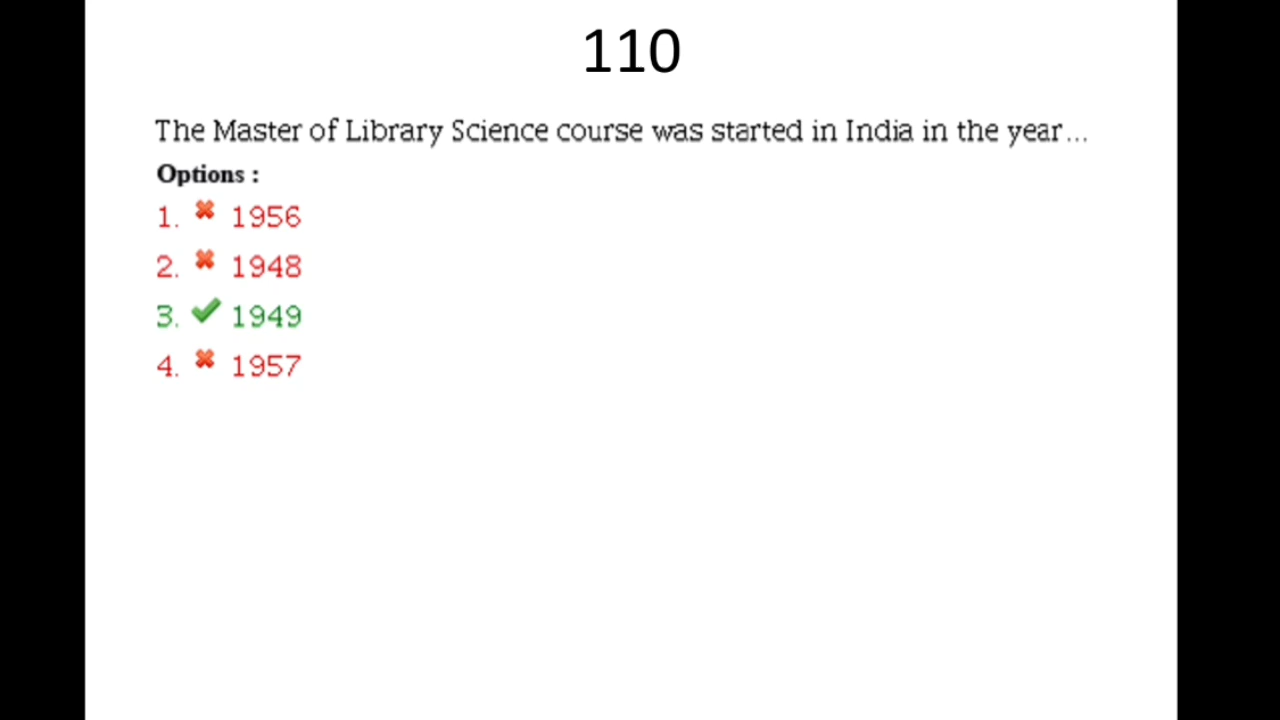 110
The Master of Library Science course was started in India in the year...
Options :
1. ✖ 1956
2. ✖ 1948
3. ✔ 1949
4. ✖ 1957